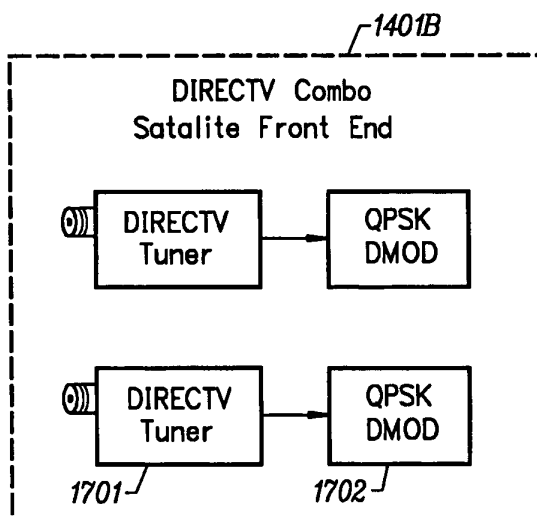 1401B
DIRECTV Combo
Satalite Front End
DIRECTV
Tuner
QPSK
DMOD
DIRECTV
Tuner
QPSK
DMOD
1701
1702